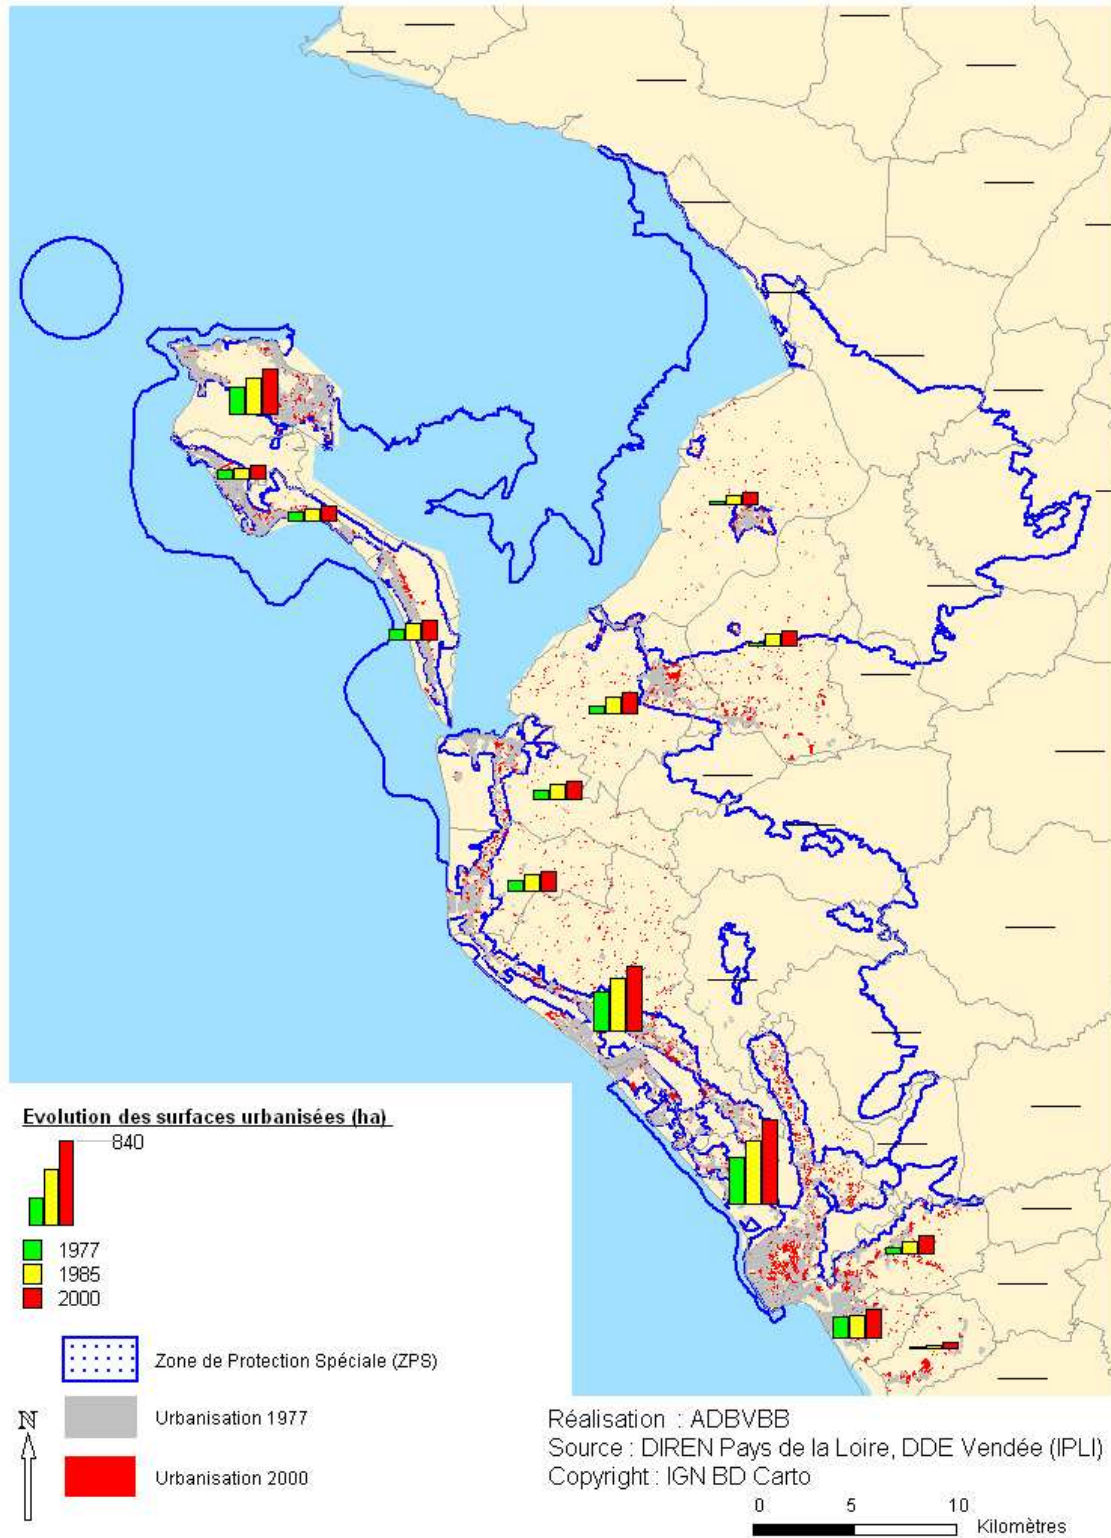 Evolution des surfaces urbanisées (ha)
840
1977
1985
2000
Zone de Protection Spéciale (ZPS)
Urbanisation 1977
Urbanisation 2000
N
Réalisation : ADBVBB
Source : DIREN Pays de la Loire, DDE Vendée (IPLI)
Copyright : IGN BD Carto
0 5 10
Kilomètres